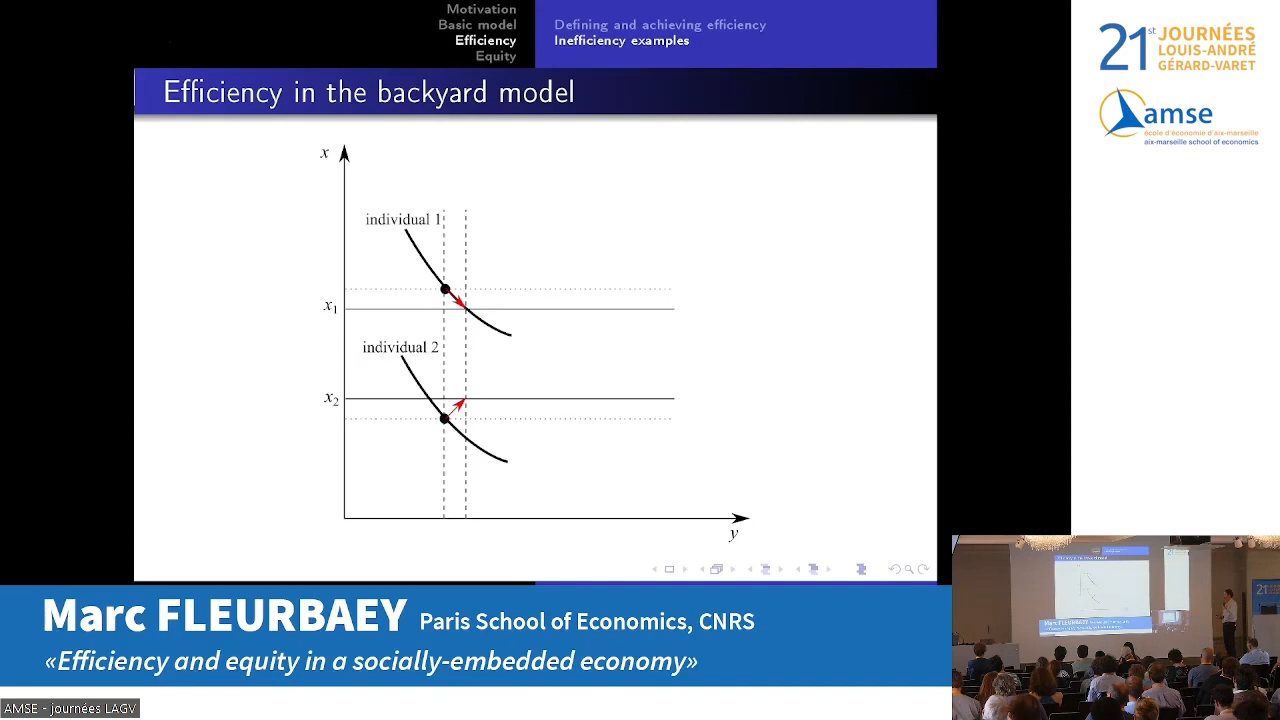 Motivation
Basic model
Efficiency
Equity
Defining and achieving efficiency
Inefficiency examples
Efficiency in the backyard model
x
individual 1
x1
individual 2
x2
y
Marc FLEURBAEY Paris School of Economics, CNRS
«Efficiency and equity in a socially-embedded economy»
AMSE - journées LAGV
21st JOURNÉES
LOUIS-ANDRÉ
GÉRARD-VARET
amse
école d'économie d'aix-marseille
aix-marseille school of economics